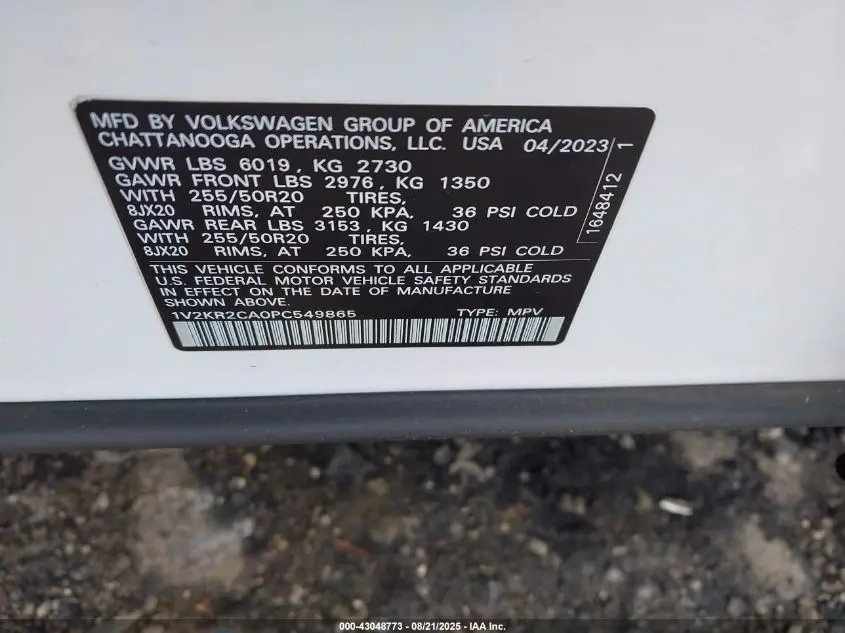 MFD BY VOLKSWAGEN GROUP OF AMERICA
CHATTANOOGA OPERATIONS, LLC. USA 04/2023
GVWR LBS 6019, KG 2730
GAWR FRONT LBS 2976, KG 1350
WITH 255/50R20 TIRES,
8JX20 RIMS, AT 250 KPA, 36 PSI COLD
GAWR REAR LBS 3153, KG 1430
WITH 255/50R20 TIRES,
8JX20 RIMS, AT 250 KPA, 36 PSI COLD
1648412 1
THIS VEHICLE CONFORMS TO ALL APPLICABLE
U.S. FEDERAL MOTOR VEHICLE SAFETY STANDARDS
IN EFFECT ON THE DATE OF MANUFACTURE
SHOWN ABOVE.
1V2KR2CA0PC549865 TYPE: MPV
000-43048773 - 08/21/2025 - IAA Inc.